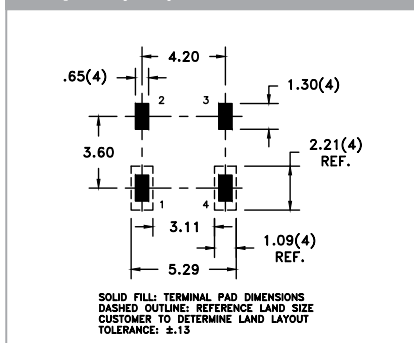 4.20
.65(4)
2
3
1.30(4)
3.60
2.21(4)
REF.
1
4
3.11
1.09(4)
REF.
5.29
SOLID FILL: TERMINAL PAD DIMENSIONS
DASHED OUTLINE: REFERENCE LAND SIZE
CUSTOMER TO DETERMINE LAND LAYOUT
TOLERANCE: ±.13